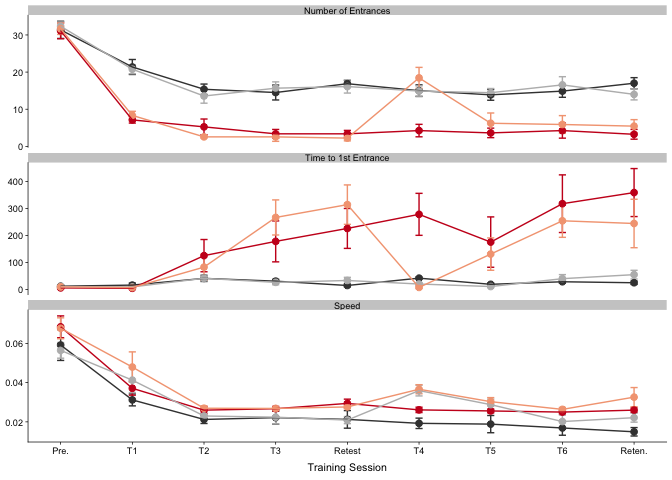 Number of Entrances
30
20
10
0
Time to 1st Entrance
400
300
200
100
0
Speed
0.06
0.04
0.02
Pre. T1 T2 T3 Retest T4 T5 T6 Reten.
Training Session